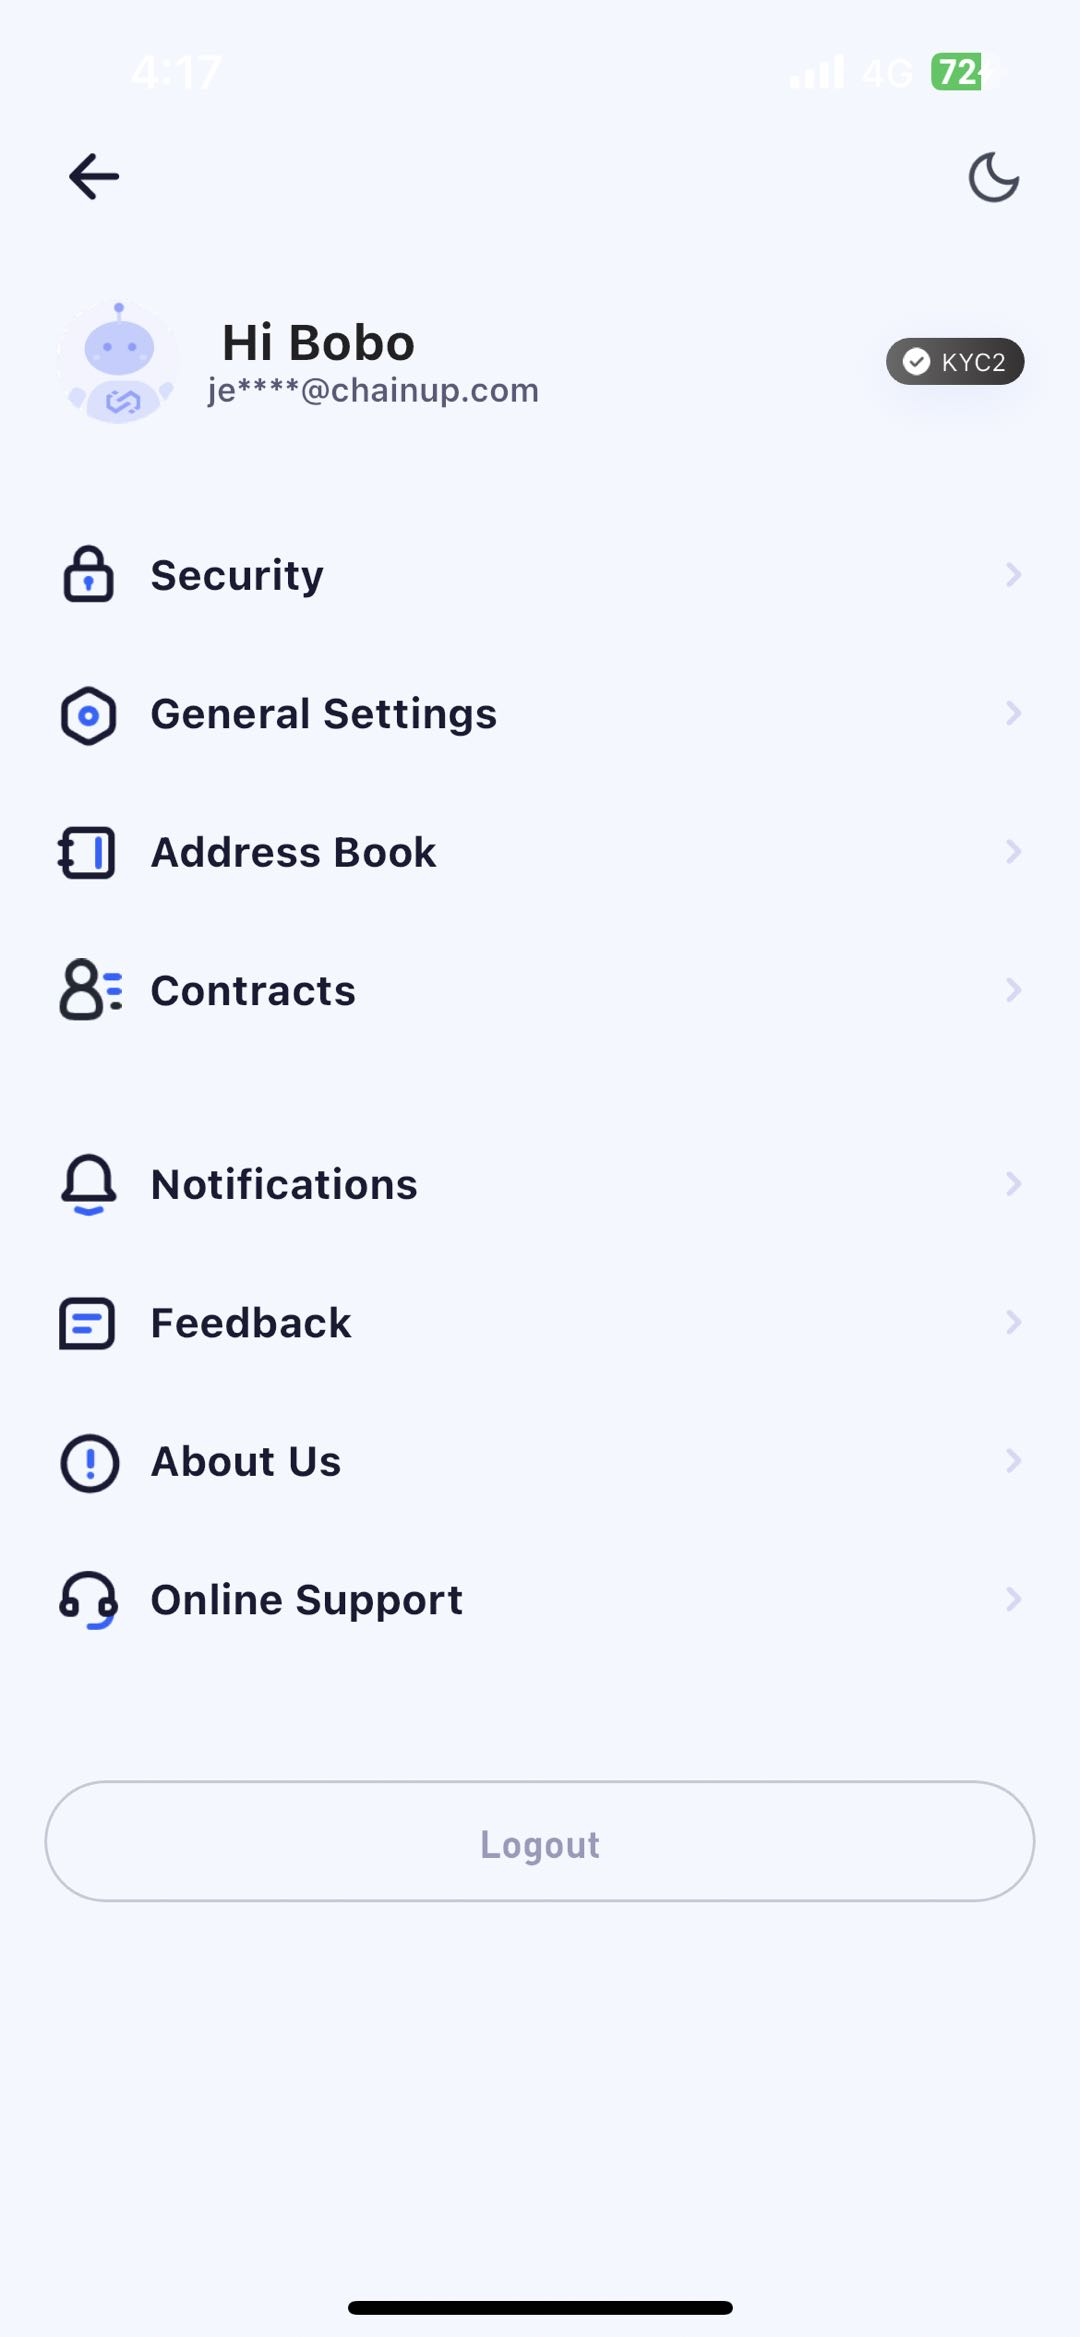 4:17
4G
72
Hi Bobo
je****@chainup.com
KYC2
Security
General Settings
Address Book
Contracts
Notifications
Feedback
About Us
Online Support
Logout